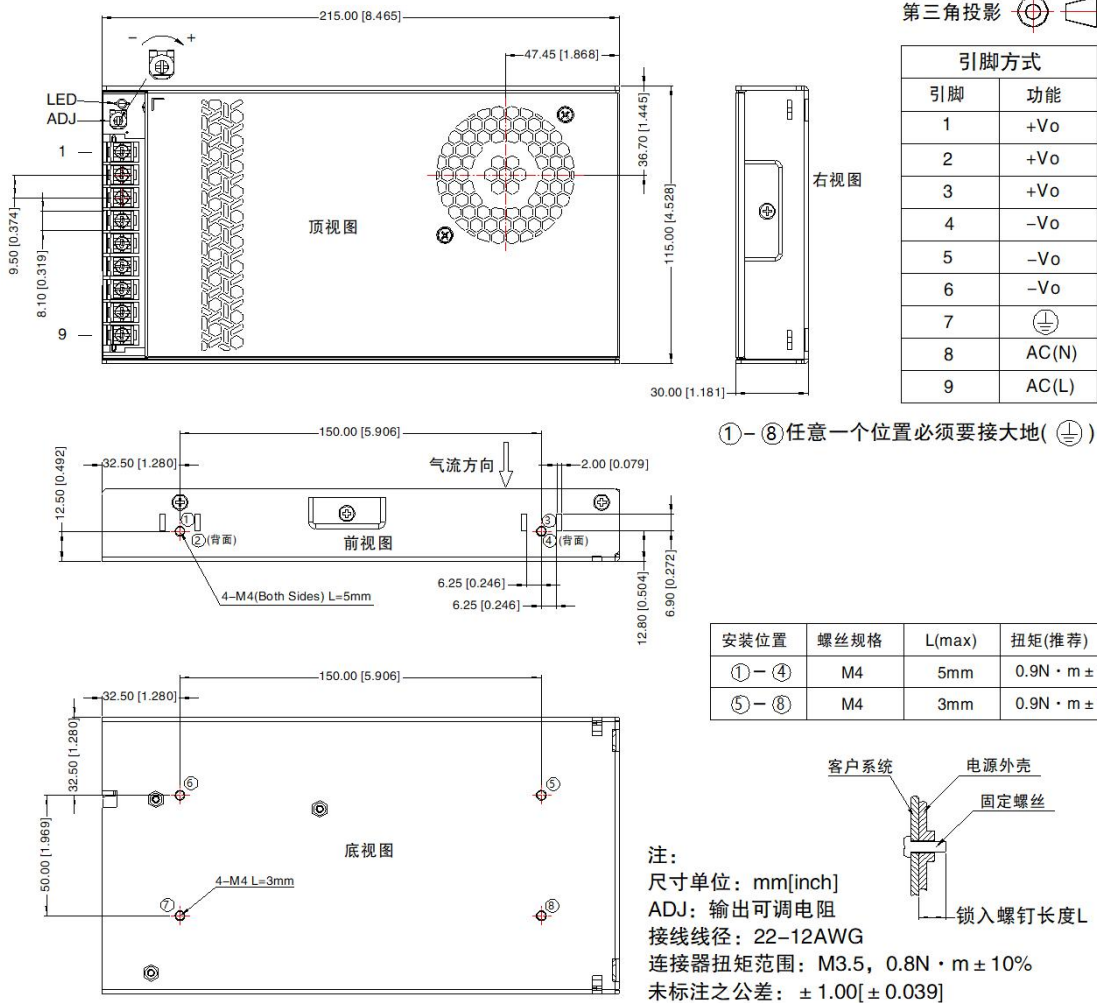 215.00 [8.465]
第三角投影
− +
47.45 [1.868]
LED
ADJ
36.70 [1.445]
1
9.50 [0.374]
8.10 [0.319]
顶视图
115.00 [4.528]
右视图
9
30.00 [1.181]
引脚方式
引脚 功能
1 +Vo
2 +Vo
3 +Vo
4 −Vo
5 −Vo
6 −Vo
7
8 AC(N)
9 AC(L)
①−⑧任意一个位置必须要接大地( )
150.00 [5.906]
32.50 [1.280]
气流方向
2.00 [0.079]
12.50 [0.492]
①
②(背面)
前视图
③
④(背面)
6.25 [0.246]
6.25 [0.246]
12.80 [0.504]
6.90 [0.272]
4−M4(Both Sides) L=5mm
安装位置 螺丝规格 L(max) 扭矩(推荐)
①−④ M4 5mm 0.9N·m±
⑤−⑧ M4 3mm 0.9N·m±
150.00 [5.906]
32.50 [1.280]
32.50 [1.280]
⑥
⑤
底视图
50.00 [1.969]
4−M4 L=3mm
⑦
⑧
客户系统
电源外壳
固定螺丝
锁入螺钉长度L
注：
尺寸单位：mm[inch]
ADJ：输出可调电阻
接线线径：22−12AWG
连接器扭矩范围：M3.5，0.8N·m±10%
未标注之公差：±1.00[±0.039]